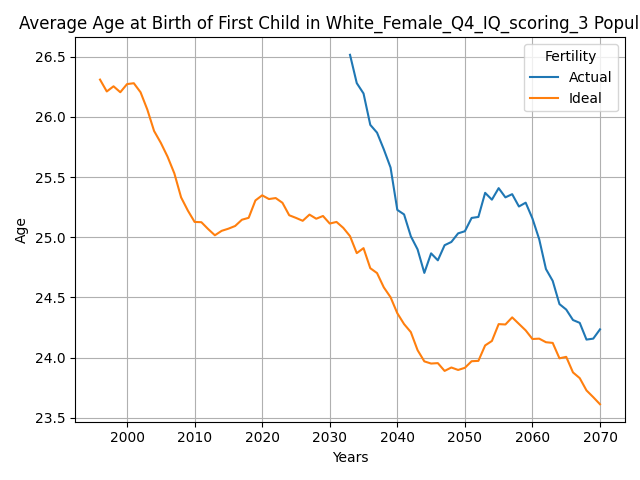 Average Age at Birth of First Child in White_Female_Q4_IQ_scoring_3 Popul
26.5
26.0
25.5
25.0
24.5
24.0
23.5
Age
Fertility
Actual
Ideal
2000 2010 2020 2030 2040 2050 2060 2070
Years